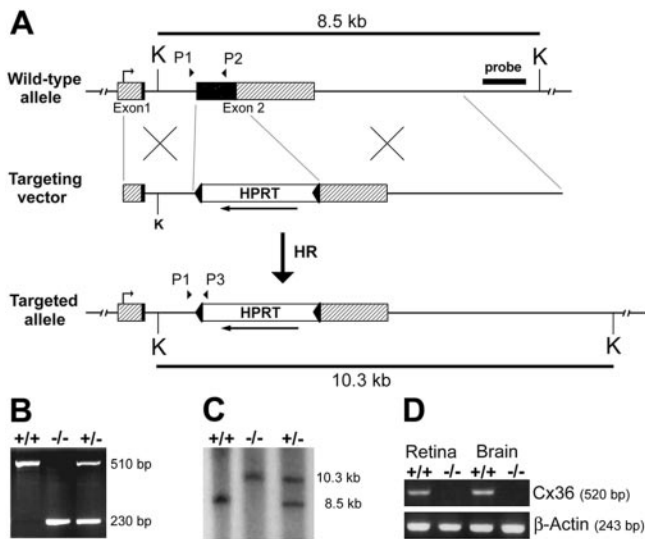 A
8.5 kb
K
P1
P2
probe
K
Wild-type
allele
Exon1
Exon 2
Targeting
vector
HPRT
K
HR
Targeted
allele
P1
P3
HPRT
K
K
10.3 kb
B
+/+ -/- +/-
510 bp
230 bp
C
+/+ -/- +/-
10.3 kb
8.5 kb
D
Retina Brain
+/+ -/- +/+ -/-
Cx36 (520 bp)
β-Actin (243 bp)